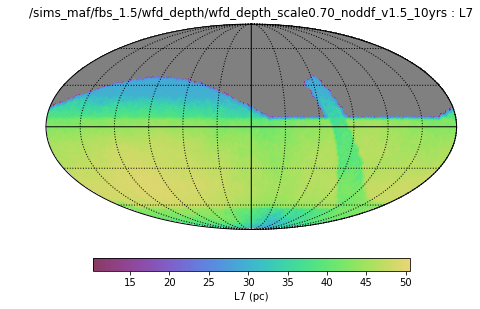 /sims_maf/fbs_1.5/wfd_depth/wfd_depth_scale0.70_noddf_v1.5_10yrs : L7
15 20 25 30 35 40 45 50
L7 (pc)